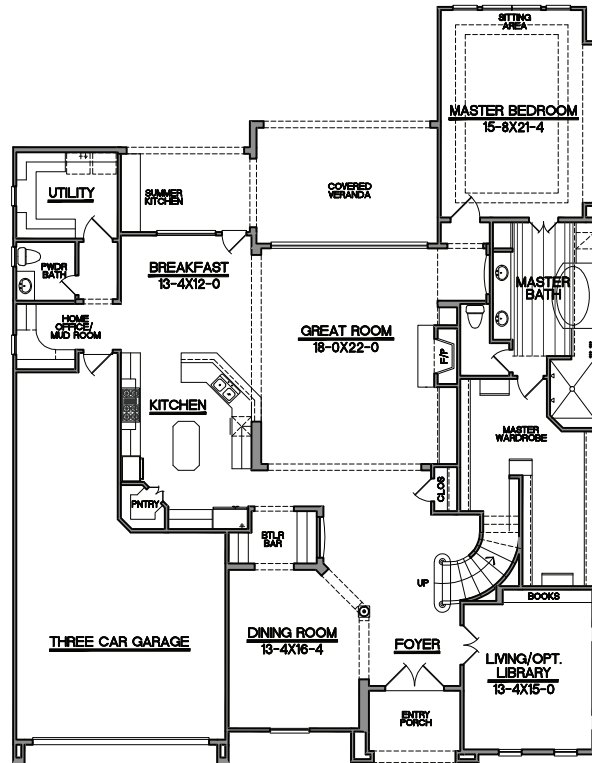 SITTING
AREA
MASTER BEDROOM
15-8X21-4
UTILITY
SUMMER
KITCHEN
COVERED
VERANDA
PWDR
BATH
BREAKFAST
13-4X12-0
MASTER
BATH
HOME
OFFICE/
MUD ROOM
GREAT ROOM
18-0X22-0
F/P
KITCHEN
MASTER
WARDROBE
PNTRY
CLOS
STLR
BAR
UP
BOOKS
THREE CAR GARAGE
DINING ROOM
13-4X16-4
FOYER
LIVING/OPT.
LIBRARY
13-4X15-0
ENTRY
PORCH